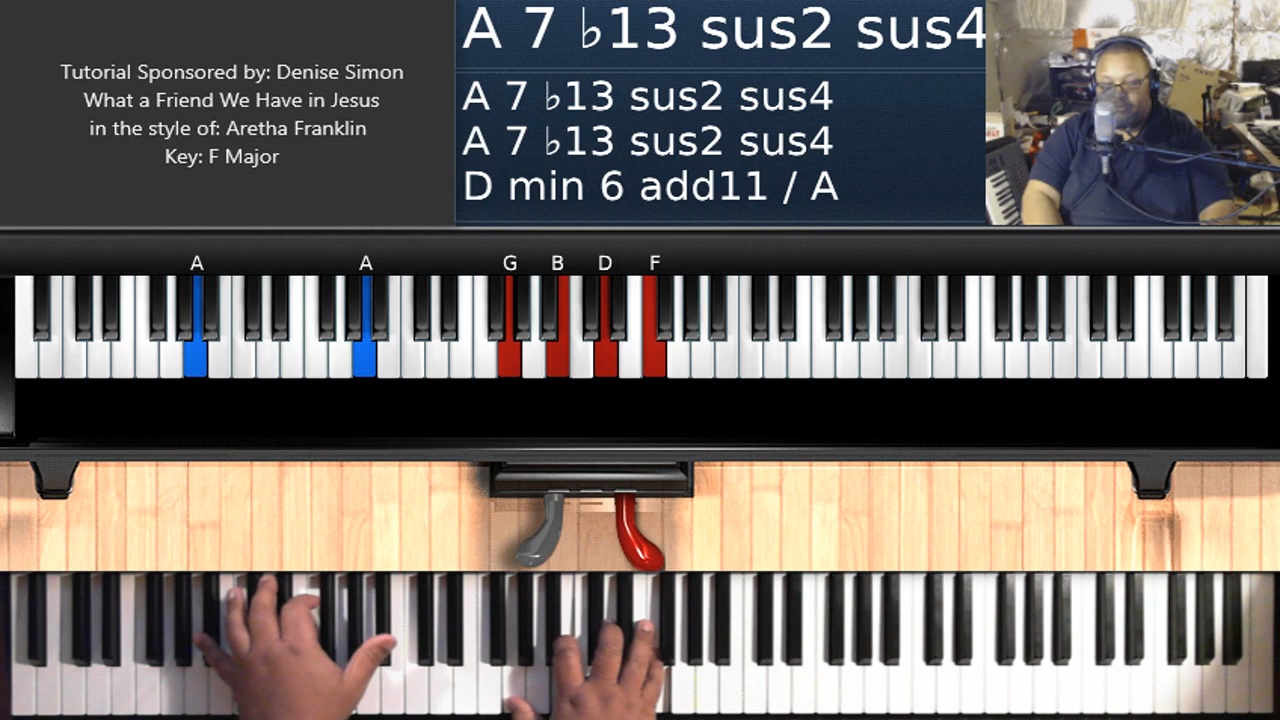 Tutorial Sponsored by: Denise Simon
What a Friend We Have in Jesus
in the style of: Aretha Franklin
Key: F Major
A 7 ♭13 sus2 sus4
A 7 ♭13 sus2 sus4
A 7 ♭13 sus2 sus4
D min 6 add11 / A
A A G B D F